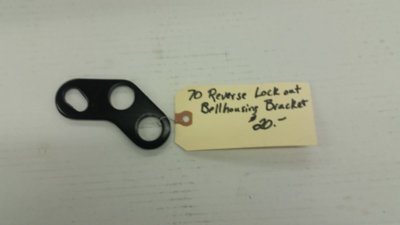 70 Reverse Lock out
Bellhousing Bracket
$20.-